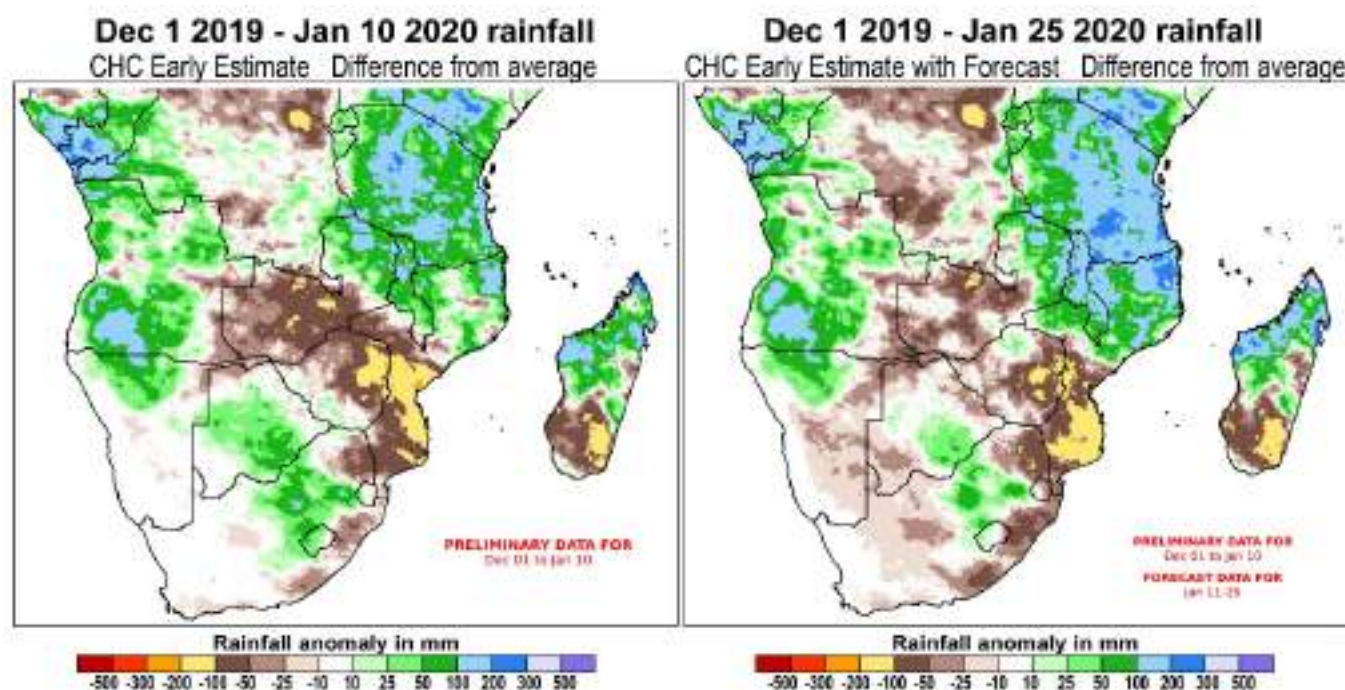 Dec 1 2019 - Jan 10 2020 rainfall
CHC Early Estimate Difference from average
PRELIMINARY DATA FOR
Dec 01 to Jan 10
Rainfall anomaly in mm
-500 -300 -200 -100 -50 -25 -10 10 25 50 100 200 300 500
Dec 1 2019 - Jan 25 2020 rainfall
CHC Early Estimate with Forecast Difference from average
PRELIMINARY DATA FOR
Dec 01 to Jan 10
FORECAST DATA FOR
Jan 11-25
Rainfall anomaly in mm
-500 -300 -200 -100 -50 -25 -10 10 25 50 100 200 300 500